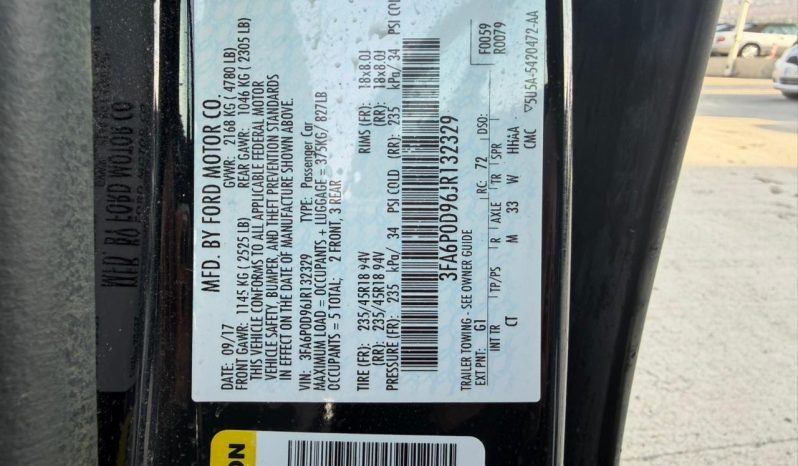 MFD. BY FORD MOTOR CO.
DATE: 09/17 GVWR: 2168 KG ( 4780 LB)
FRONT GAWR: 1145 KG ( 2525 LB) REAR GAWR: 1046 KG ( 2305 LB)
THIS VEHICLE CONFORMS TO ALL APPLICABLE FEDERAL MOTOR
VEHICLE SAFETY, BUMPER, AND THEFT PREVENTION STANDARDS
IN EFFECT ON THE DATE OF MANUFACTURE SHOWN ABOVE.
VIN: 3FA6P0D96JR132329 TYPE: Passenger Car
MAXIMUM LOAD = OCCUPANTS + LUGGAGE = 375KG/ 827LB
OCCUPANTS = 5 TOTAL; 2 FRONT, 3 REAR
TIRE (FR): 235/45R18 94V RIMS (FR): 18x8.0J
(RR): 235/45R18 94V (RR): 18x8.0J
PRESSURE (FR): 235 kPa/ 34 PSI COLD (RR): 235 kPa/ 34 PSI COLD
3FA6P0D96JR132329
F0059
R0079
TRAILER TOWING - SEE OWNER GUIDE
EXT PNT: G1 RC: 72 DSO:
INT TR TP/PS R AXLE TR SPR
CT M 33 W HHAA
CMC ▽5U5A-5420472-AA
ON